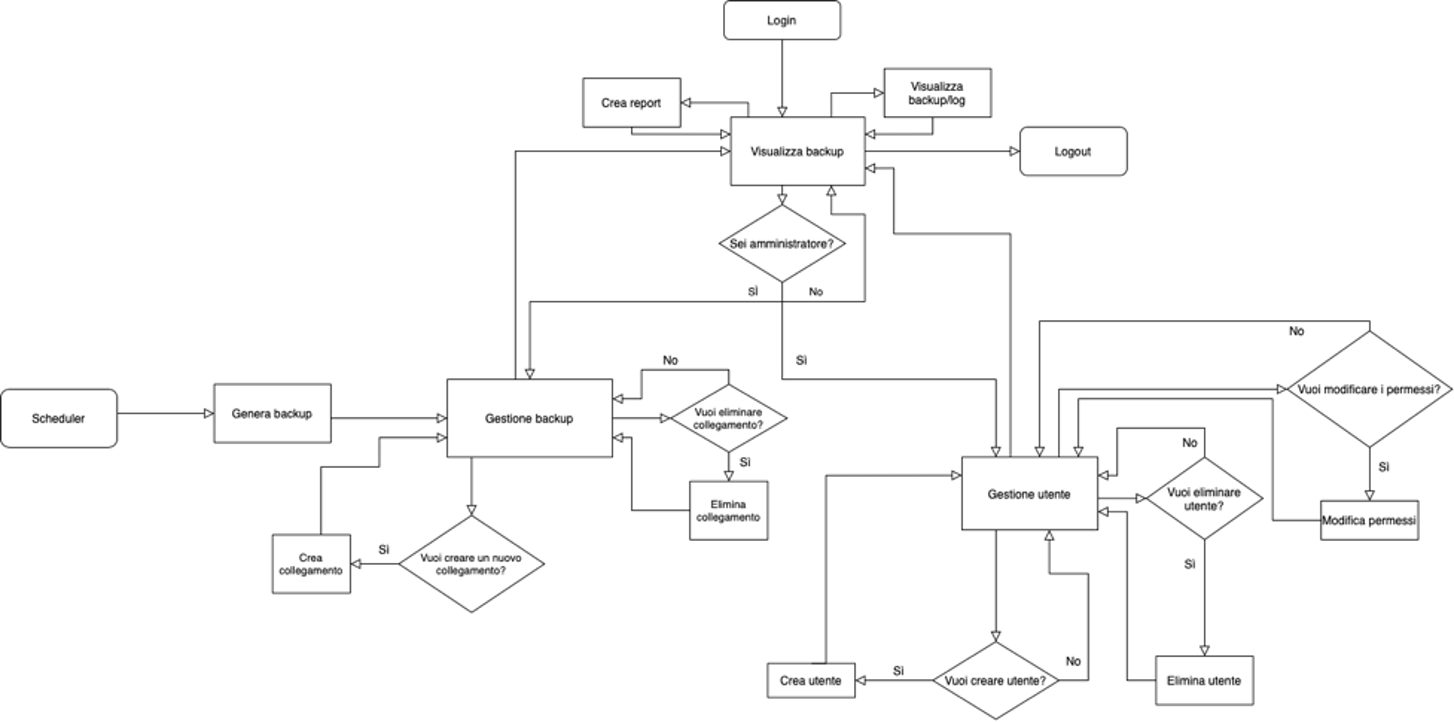 Login
Crea report
Visualizza
backup/log
Visualizza backup
Logout
Sei amministratore?
SÌ
No
Sì
No
No
Vuoi modificare i permessi?
Scheduler
Genera backup
Gestione backup
Vuoi eliminare
collegamento?
Sì
No
Sì
Elimina
collegamento
Gestione utente
Vuoi eliminare
utente?
Modifica permessi
Crea
collegamento
Sì
Vuoi creare un nuovo
collegamento?
Sì
Crea utente
Sì
Vuoi creare utente?
No
Elimina utente